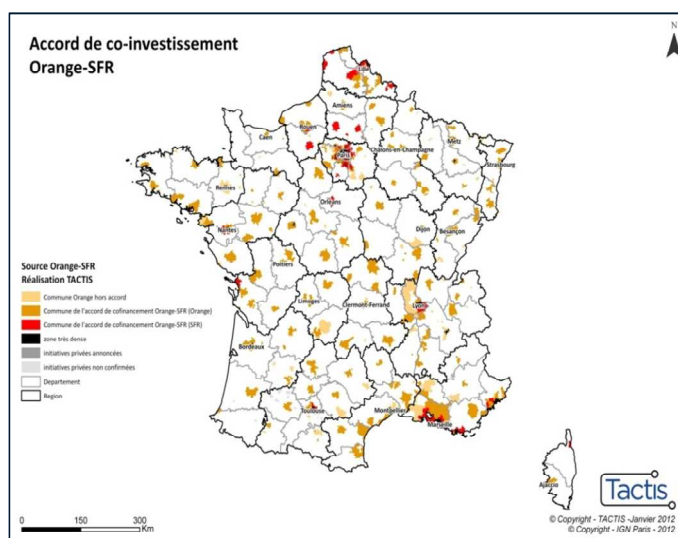 Accord de co-investissement
Orange-SFR
N
Lille
Amiens
Rouen
Caen
Metz
Paris
Chalons-en-Champagne
Strasbourg
Rennes
Orléans
Nantes
Dijon
Besançon
Poitiers
Limoges
Clermont-Ferrand
Lyon
Bordeaux
Toulouse
Montpellier
Marseille
Ajaccio
Source Orange-SFR
Réalisation TACTIS
Commune Orange hors accord
Commune de l'accord de cofinancement Orange-SFR (Orange)
Commune de l'accord de cofinancement Orange-SFR (SFR)
zone très dense
initiatives privées annoncées
initiatives privées non confirmées
Departement
Region
0 150 300
Km
Tactis
© Copyright - TACTIS -Janvier 2012
© Copyright - IGN Paris - 2012